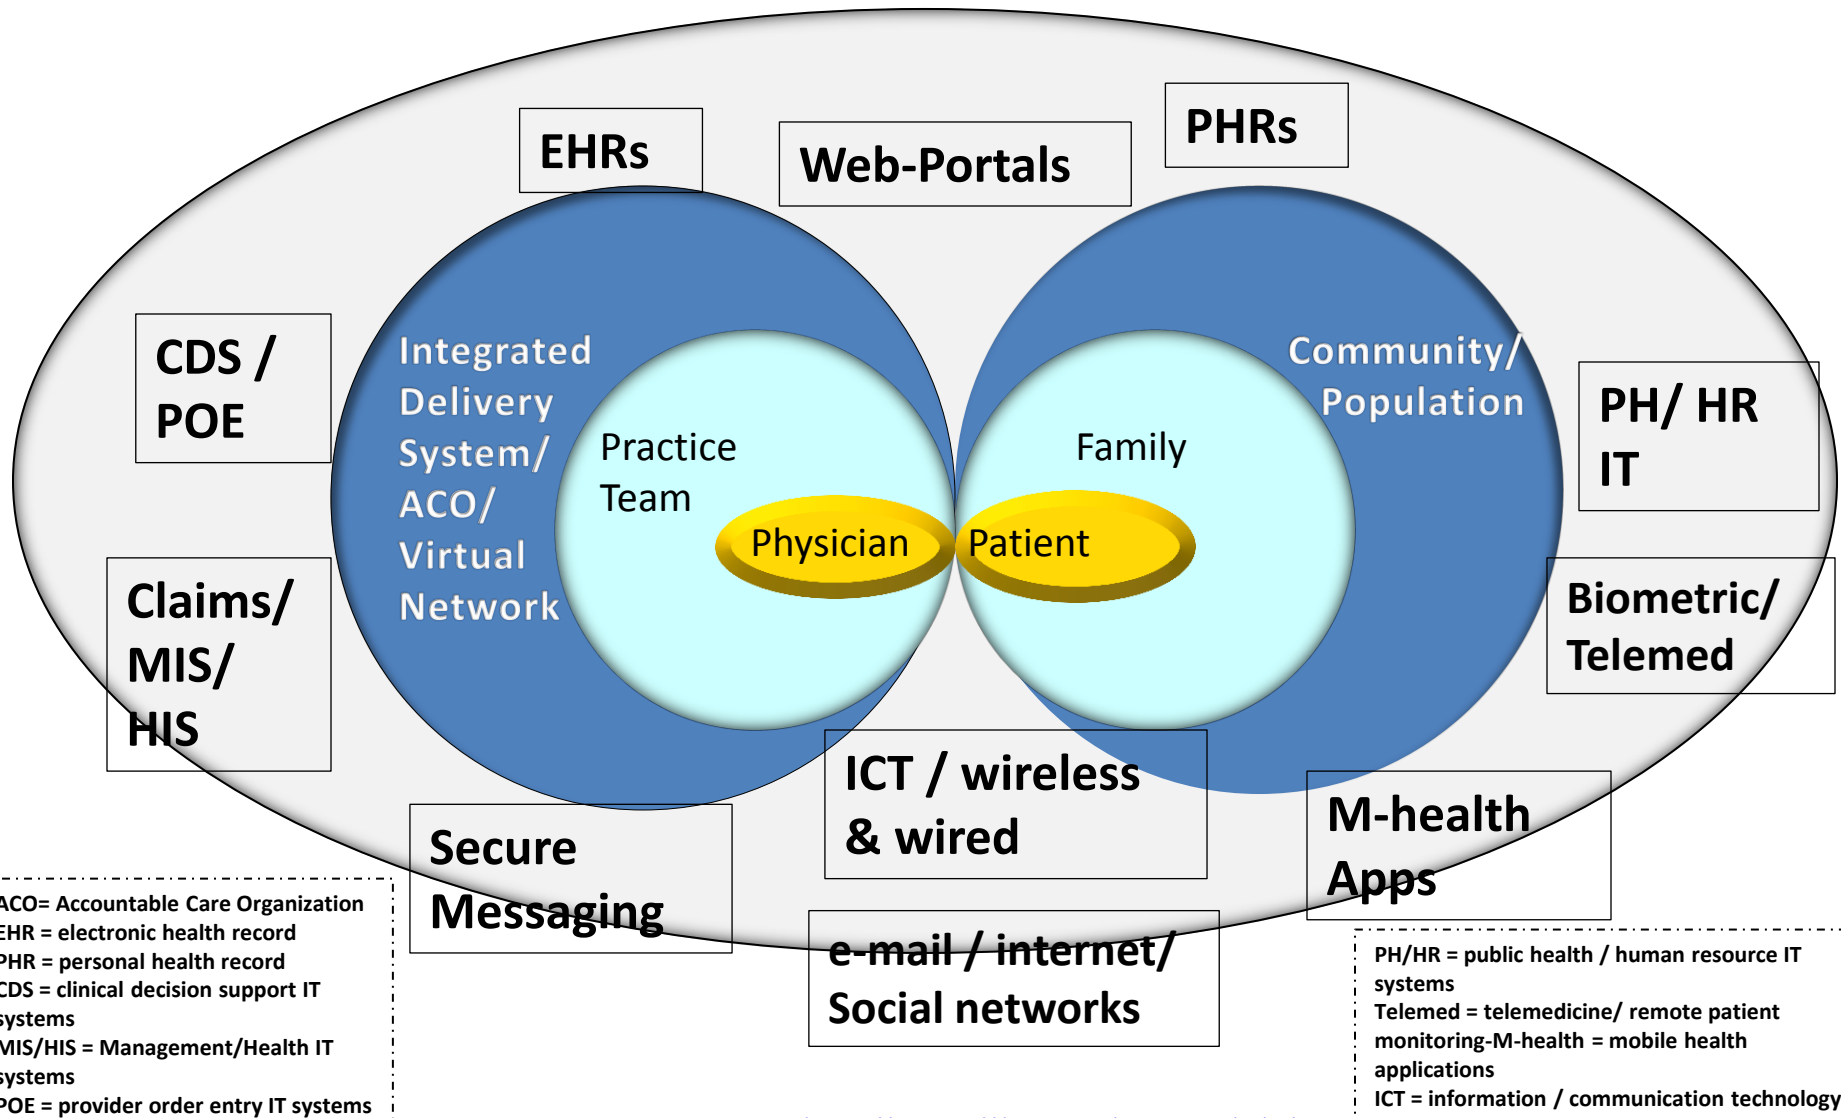 EHRs
Web-Portals
PHRs
CDS /
POE
Integrated
Delivery
System/
ACO/
Virtual
Network
Practice
Team
Physician
Family
Patient
Community/
Population
PH/ HR
IT
Claims/
MIS/
HIS
Biometric/
Telemed
Secure
Messaging
ICT / wireless
& wired
M-health
Apps
e-mail / internet/
Social networks
ACO= Accountable Care Organization
EHR = electronic health record
PHR = personal health record
CDS = clinical decision support IT
systems
MIS/HIS = Management/Health IT
systems
POE = provider order entry IT systems
PH/HR = public health / human resource IT
systems
Telemed = telemedicine/ remote patient
monitoring-M-health = mobile health
applications
ICT = information / communication technology